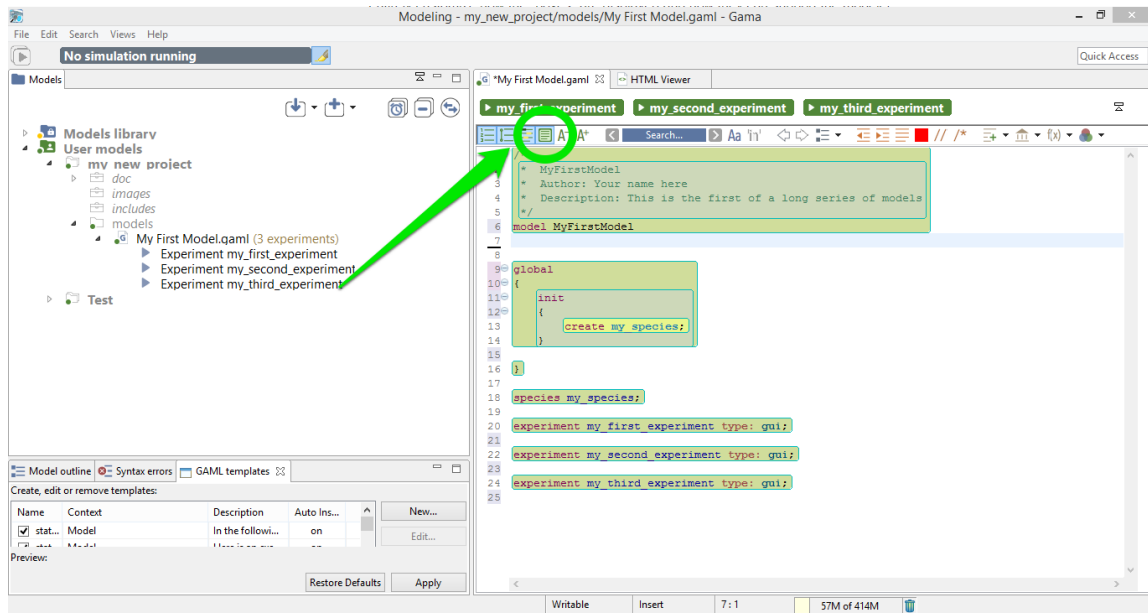 Modeling - my_new_project/models/My First Model.gaml - Gama
File Edit Search Views Help
No simulation running
Quick Access
Models
*My First Model.gaml
HTML Viewer
my_first_experiment
my_second_experiment
my_third_experiment
A+
Search...
Aa
// /*
f(x)
Models library
User models
my_new_project
doc
images
includes
models
My First Model.gaml (3 experiments)
Experiment my_first_experiment
Experiment my_second_experiment
Experiment my_third_experiment
Test
* MyFirstModel
3 * Author: Your name here
4 * Description: This is the first of a long series of models
5 */
6 model MyFirstModel
7
8
9 global
10 {
11 init
12 {
13 create my_species;
14 }
15
16 }
17
18 species my_species;
19
20 experiment my_first_experiment type: gui;
21
22 experiment my_second_experiment type: gui;
23
24 experiment my_third_experiment type: gui;
25
Model outline
Syntax errors
GAML templates
Create, edit or remove templates:
Name Context Description Auto Ins...
New...
stat... Model In the followi... on
Edit...
Preview:
Restore Defaults
Apply
Writable Insert 7 : 1 57M of 414M